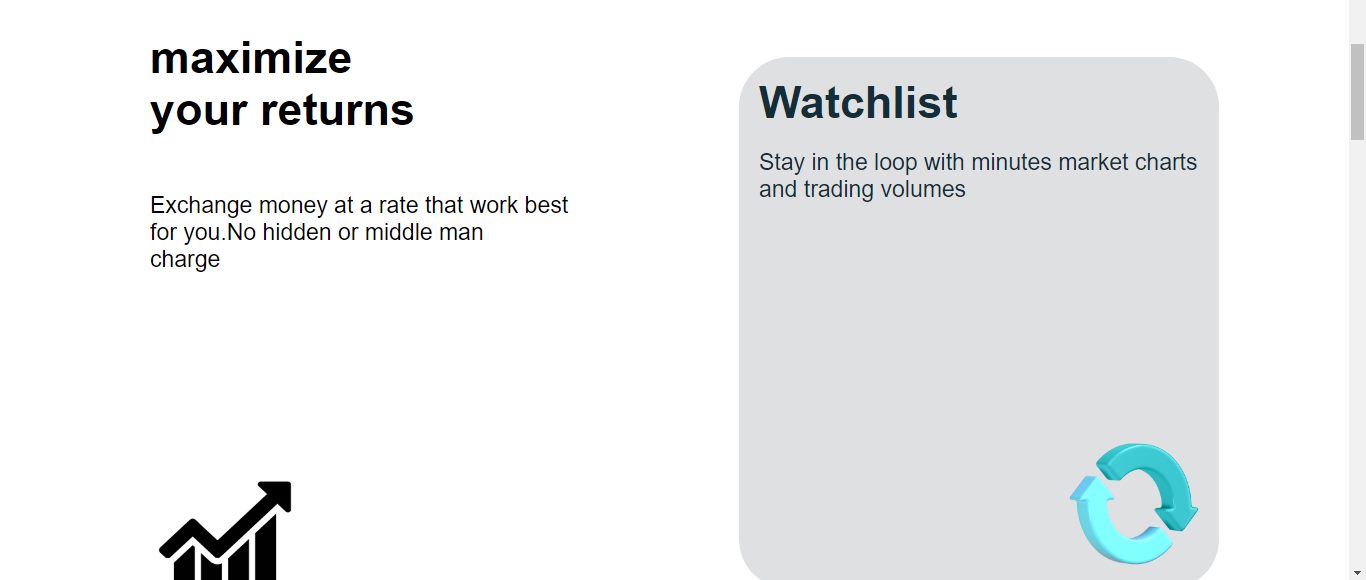 maximize
your returns
Exchange money at a rate that work best
for you.No hidden or middle man
charge
Watchlist
Stay in the loop with minutes market charts
and trading volumes